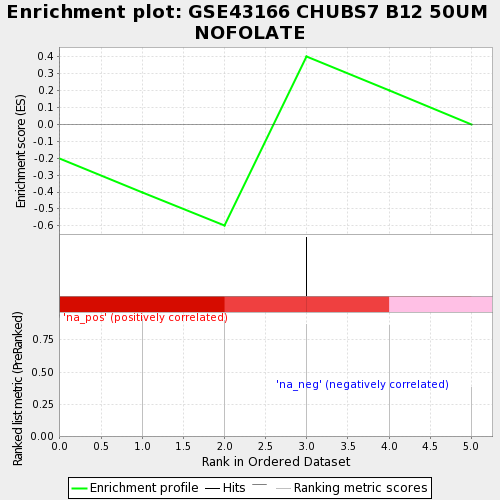 Enrichment plot: GSE43166 CHUBS7 B12 50UM
NOFOLATE
Enrichment score (ES)
0.4
0.3
0.2
0.1
0.0
-0.1
-0.2
-0.3
-0.4
-0.5
-0.6
'na_pos' (positively correlated)
Ranked list metric (PreRanked)
0.75
0.50
0.25
0.00
'na_neg' (negatively correlated)
0.0 0.5 1.0 1.5 2.0 2.5 3.0 3.5 4.0 4.5 5.0
Rank in Ordered Dataset
Enrichment profile Hits Ranking metric scores